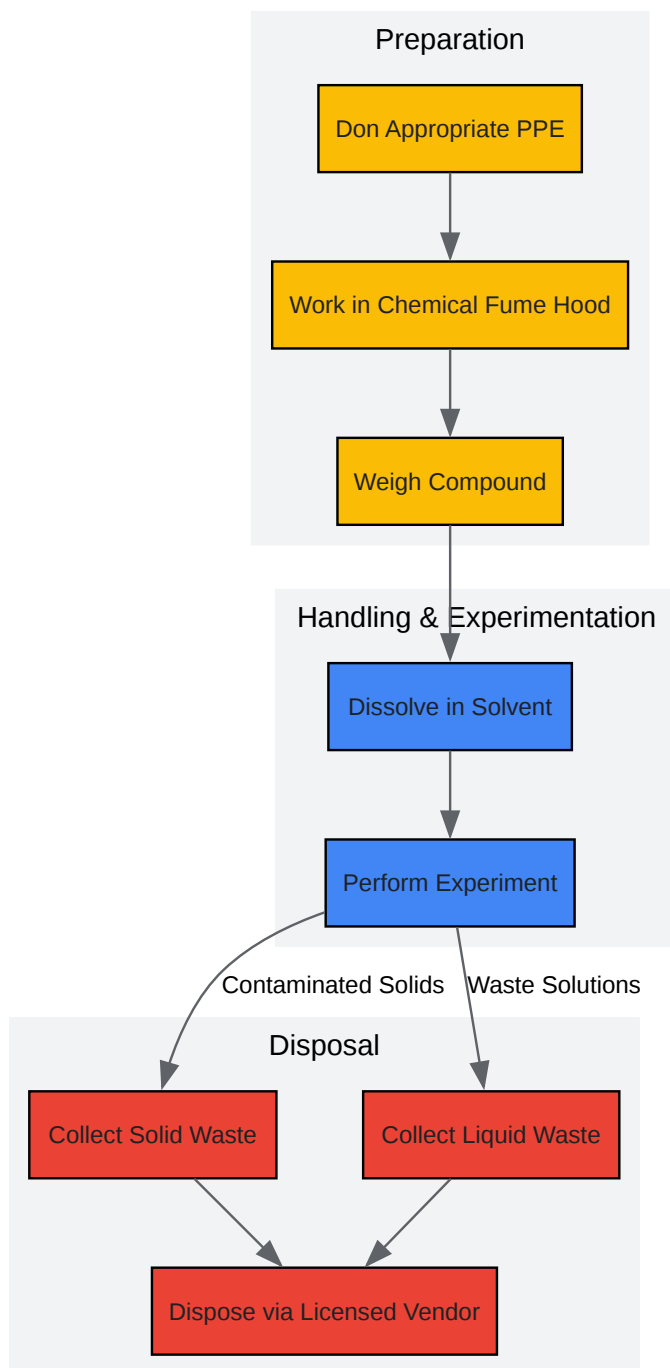 Preparation
Don Appropriate PPE
Work in Chemical Fume Hood
Weigh Compound
Handling & Experimentation
Dissolve in Solvent
Perform Experiment
Contaminated Solids
Waste Solutions
Disposal
Collect Solid Waste
Collect Liquid Waste
Dispose via Licensed Vendor